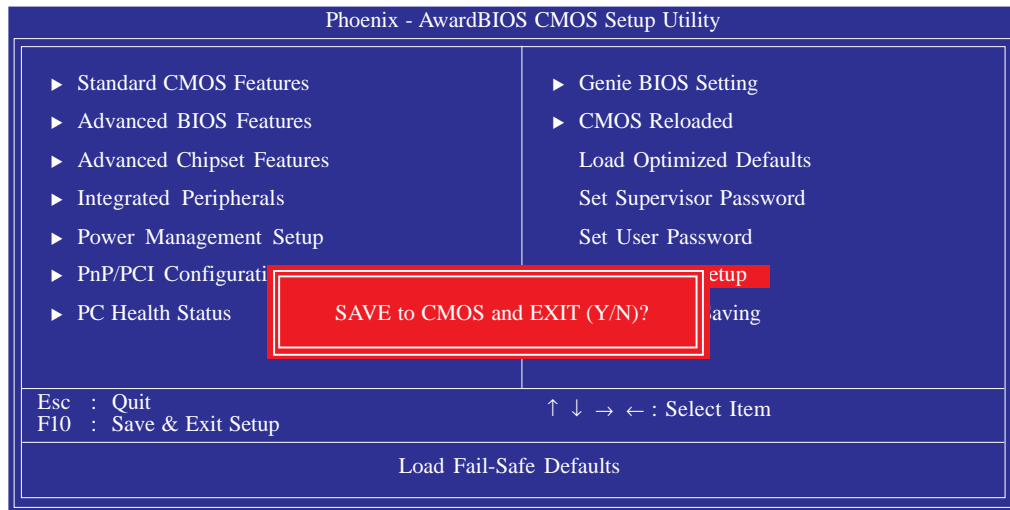 Phoenix - AwardBIOS CMOS Setup Utility
▶ Standard CMOS Features
▶ Advanced BIOS Features
▶ Advanced Chipset Features
▶ Integrated Peripherals
▶ Power Management Setup
▶ PnP/PCI Configurati
▶ PC Health Status
▶ Genie BIOS Setting
▶ CMOS Reloaded
Load Optimized Defaults
Set Supervisor Password
Set User Password
etup
aving
SAVE to CMOS and EXIT (Y/N)?
Esc : Quit
F10 : Save & Exit Setup
↑ ↓ → ← : Select Item
Load Fail-Safe Defaults